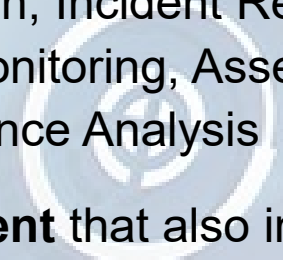 n, Incident Re
onitoring, Asse
nce Analysis
ent that also in